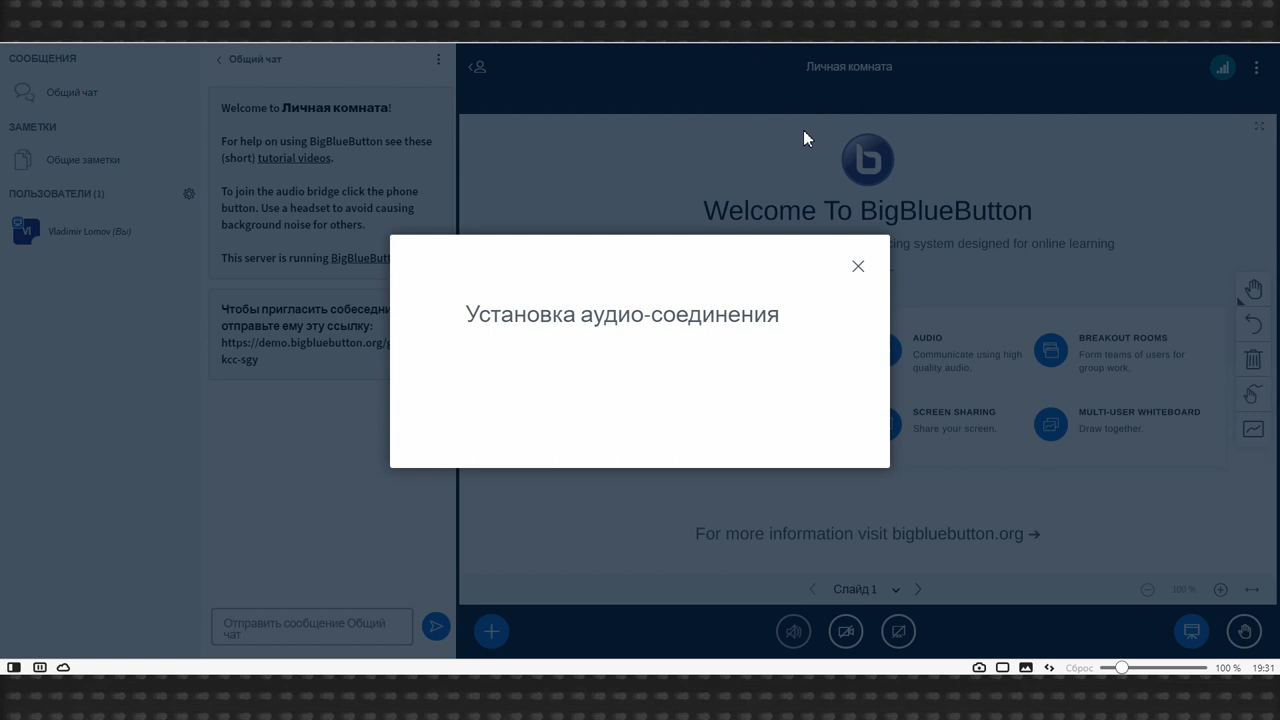 СООБЩЕНИЯ
Общий чат
ЗАМЕТКИ
Общие заметки
ПОЛЬЗОВАТЕЛИ (1)
VI
Vladimir Lomov (Вы)
Общий чат
Welcome to Личная комната!
For help on using BigBlueButton see these
(short) tutorial videos.
To join the audio bridge click the phone
button. Use a headset to avoid causing
background noise for others.
This server is running
Чтобы пригласить
отправьте ему эту ссылку:
https://demo.bigbluebutton.org/
kcc-sgy
Отправить сообщение Общий
чат
Личная комната
Welcome To BigBlueButton
system designed for online learning
Установка аудио-соединения
AUDIO
Communicate using high
quality audio.
BREAKOUT ROOMS
Form teams of users for
group work.
SCREEN SHARING
Share your screen.
MULTI-USER WHITEBOARD
Draw together.
For more information visit bigbluebutton.org →
Слайд 1
100 %
Сброс
100 %
19:31